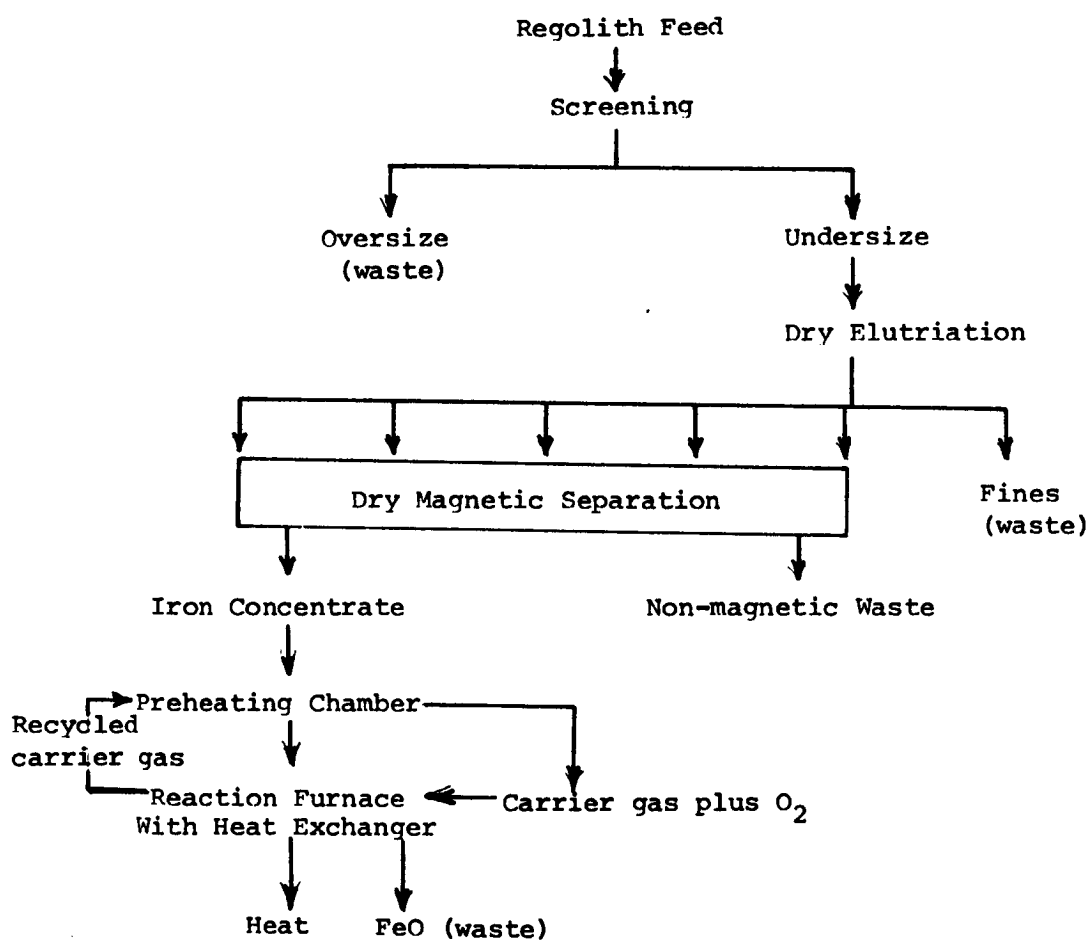 Regolith Feed
Screening
Oversize
(waste)
Undersize
Dry Elutriation
Dry Magnetic Separation
Fines
(waste)
Iron Concentrate
Non-magnetic Waste
Preheating Chamber
Recycled
carrier gas
Reaction Furnace
With Heat Exchanger
Carrier gas plus O2
Heat
FeO (waste)